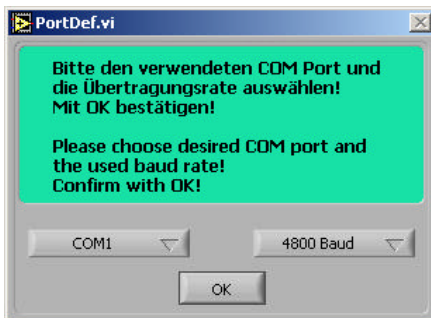 PortDef.vi
Bitte den verwendeten COM Port und
die Übertragungsrate auswählen!
Mit OK bestätigen!
Please choose desired COM port and
the used baud rate!
Confirm with OK!
COM1
4800 Baud
OK